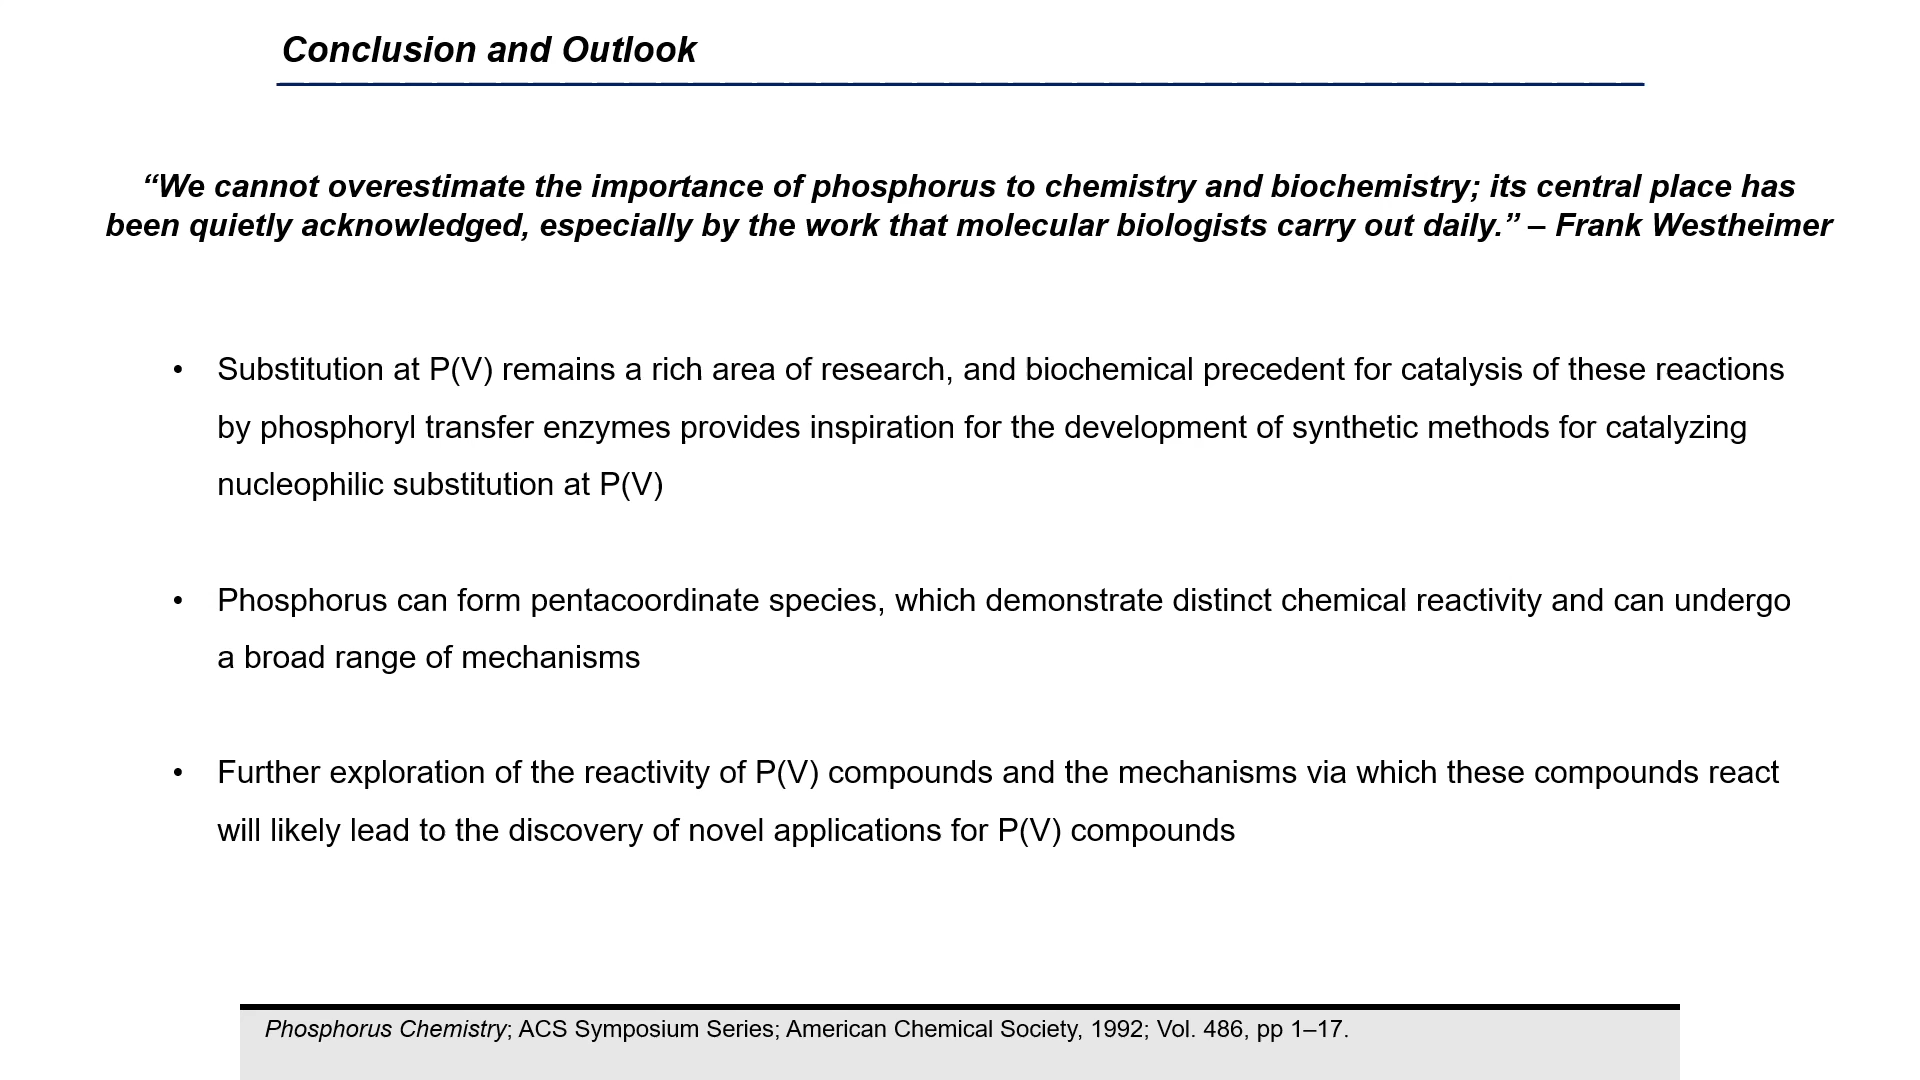 Conclusion and Outlook
“We cannot overestimate the importance of phosphorus to chemistry and biochemistry; its central place has
been quietly acknowledged, especially by the work that molecular biologists carry out daily.” – Frank Westheimer
• Substitution at P(V) remains a rich area of research, and biochemical precedent for catalysis of these reactions
by phosphoryl transfer enzymes provides inspiration for the development of synthetic methods for catalyzing
nucleophilic substitution at P(V)
• Phosphorus can form pentacoordinate species, which demonstrate distinct chemical reactivity and can undergo
a broad range of mechanisms
• Further exploration of the reactivity of P(V) compounds and the mechanisms via which these compounds react
will likely lead to the discovery of novel applications for P(V) compounds
Phosphorus Chemistry; ACS Symposium Series; American Chemical Society, 1992; Vol. 486, pp 1–17.